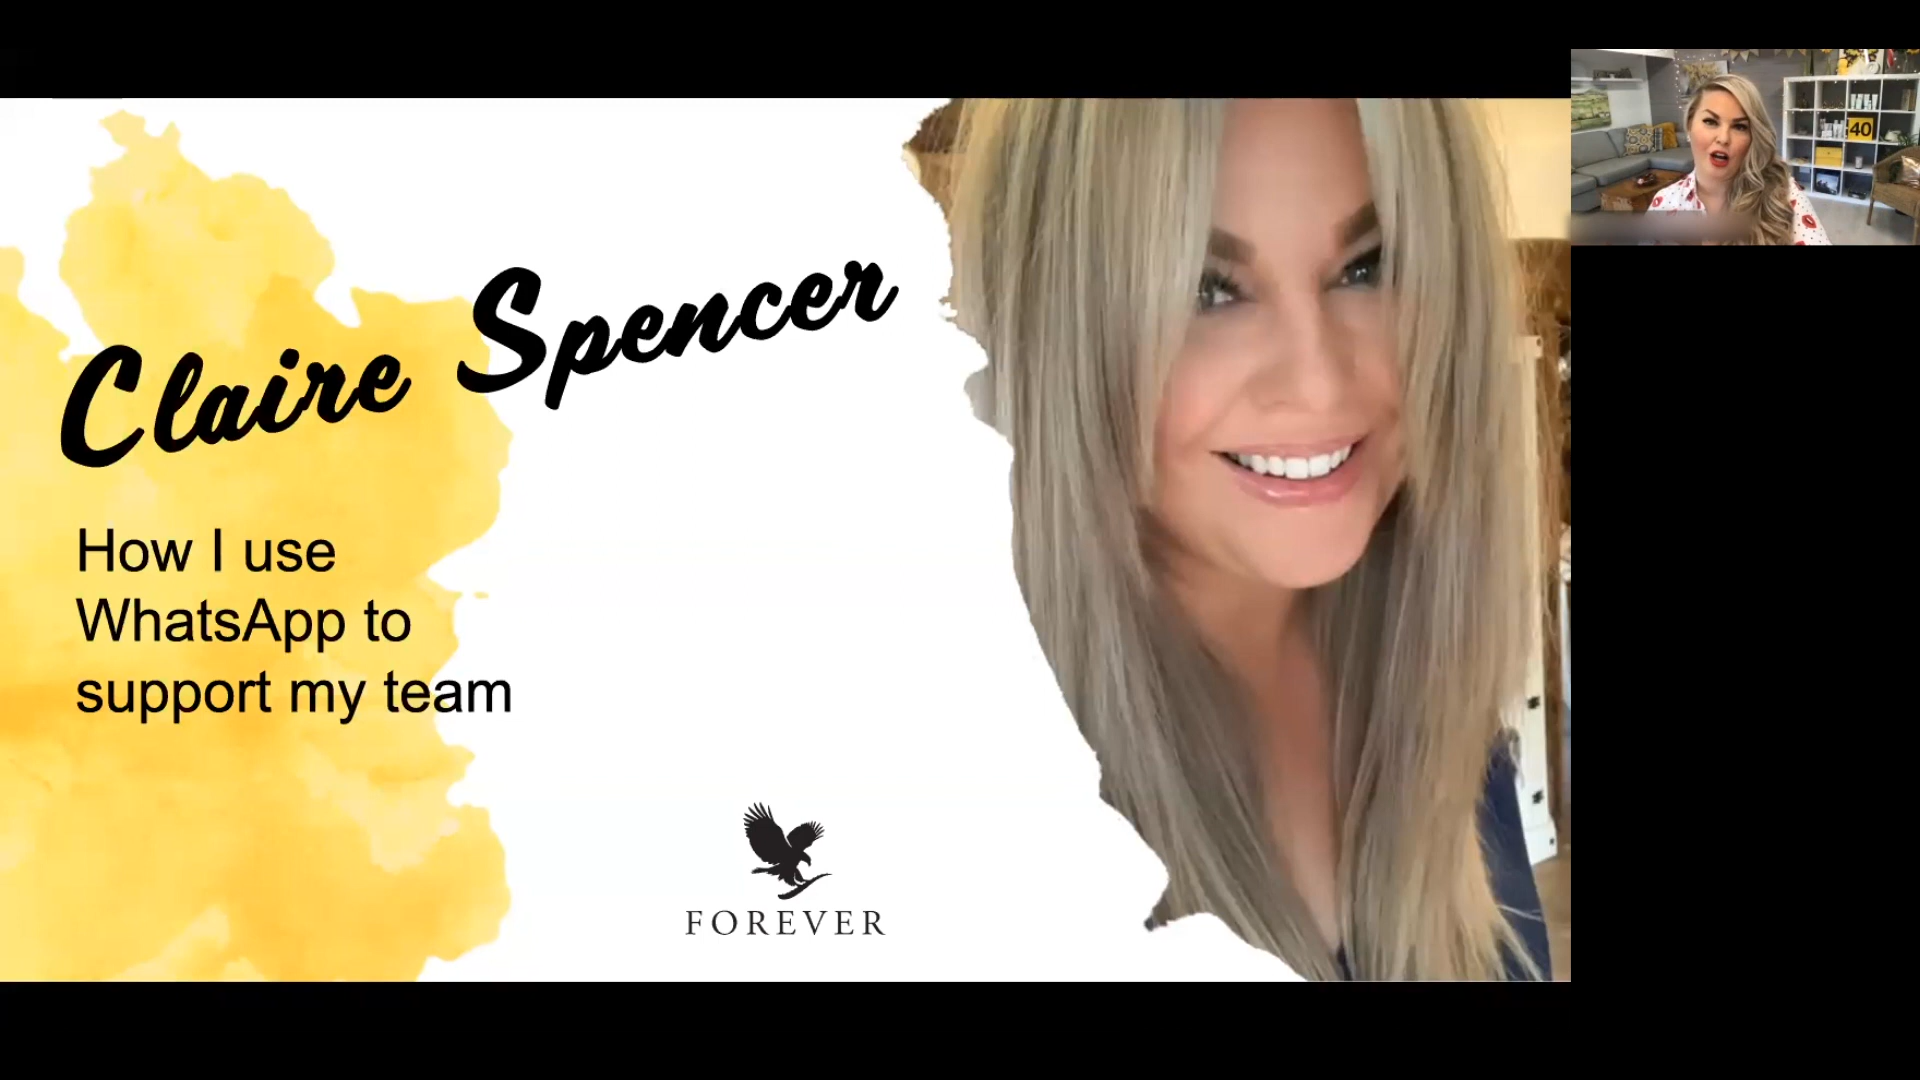 Claire Spencer
How I use
WhatsApp to
support my team
FOREVER
40